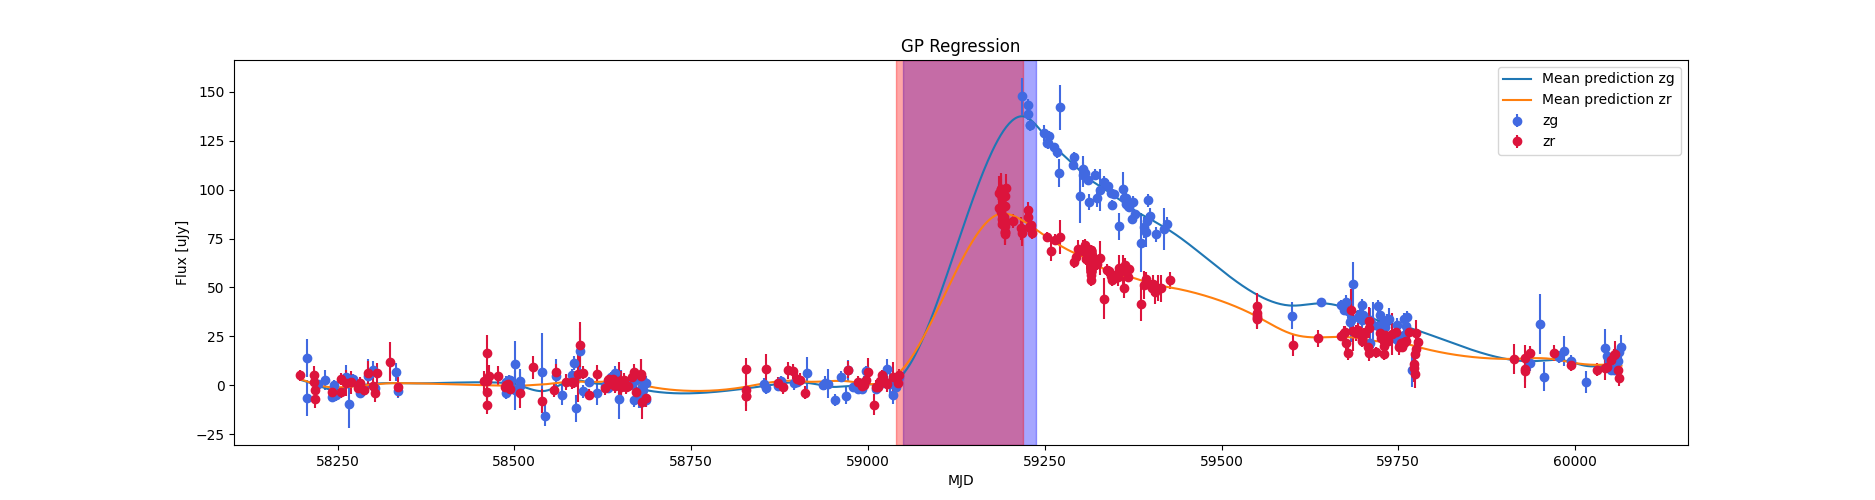 GP Regression
Mean prediction zg
Mean prediction zr
zg
zr
Flux [uJy]
150
125
100
75
50
25
0
−25
58250 58500 58750 59000 59250 59500 59750 60000
MJD